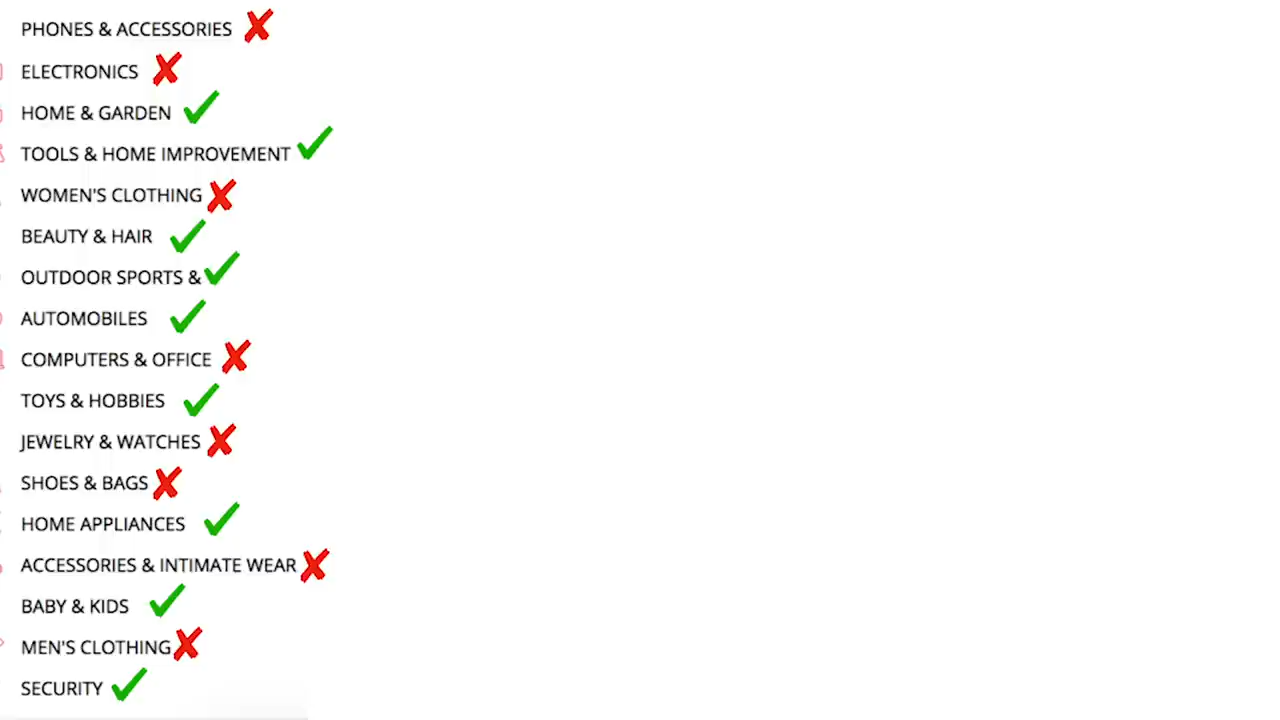 PHONES & ACCESSORIES
ELECTRONICS
HOME & GARDEN
TOOLS & HOME IMPROVEMENT
WOMEN'S CLOTHING
BEAUTY & HAIR
OUTDOOR SPORTS &
AUTOMOBILES
COMPUTERS & OFFICE
TOYS & HOBBIES
JEWELRY & WATCHES
SHOES & BAGS
HOME APPLIANCES
ACCESSORIES & INTIMATE WEAR
BABY & KIDS
MEN'S CLOTHING
SECURITY